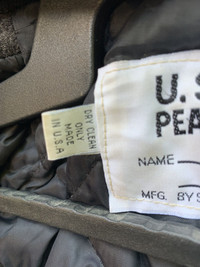 DRY CLEAN
ONLY
MADE
IN U.S.A
U.S
PEA
NAME
MFG. BY S